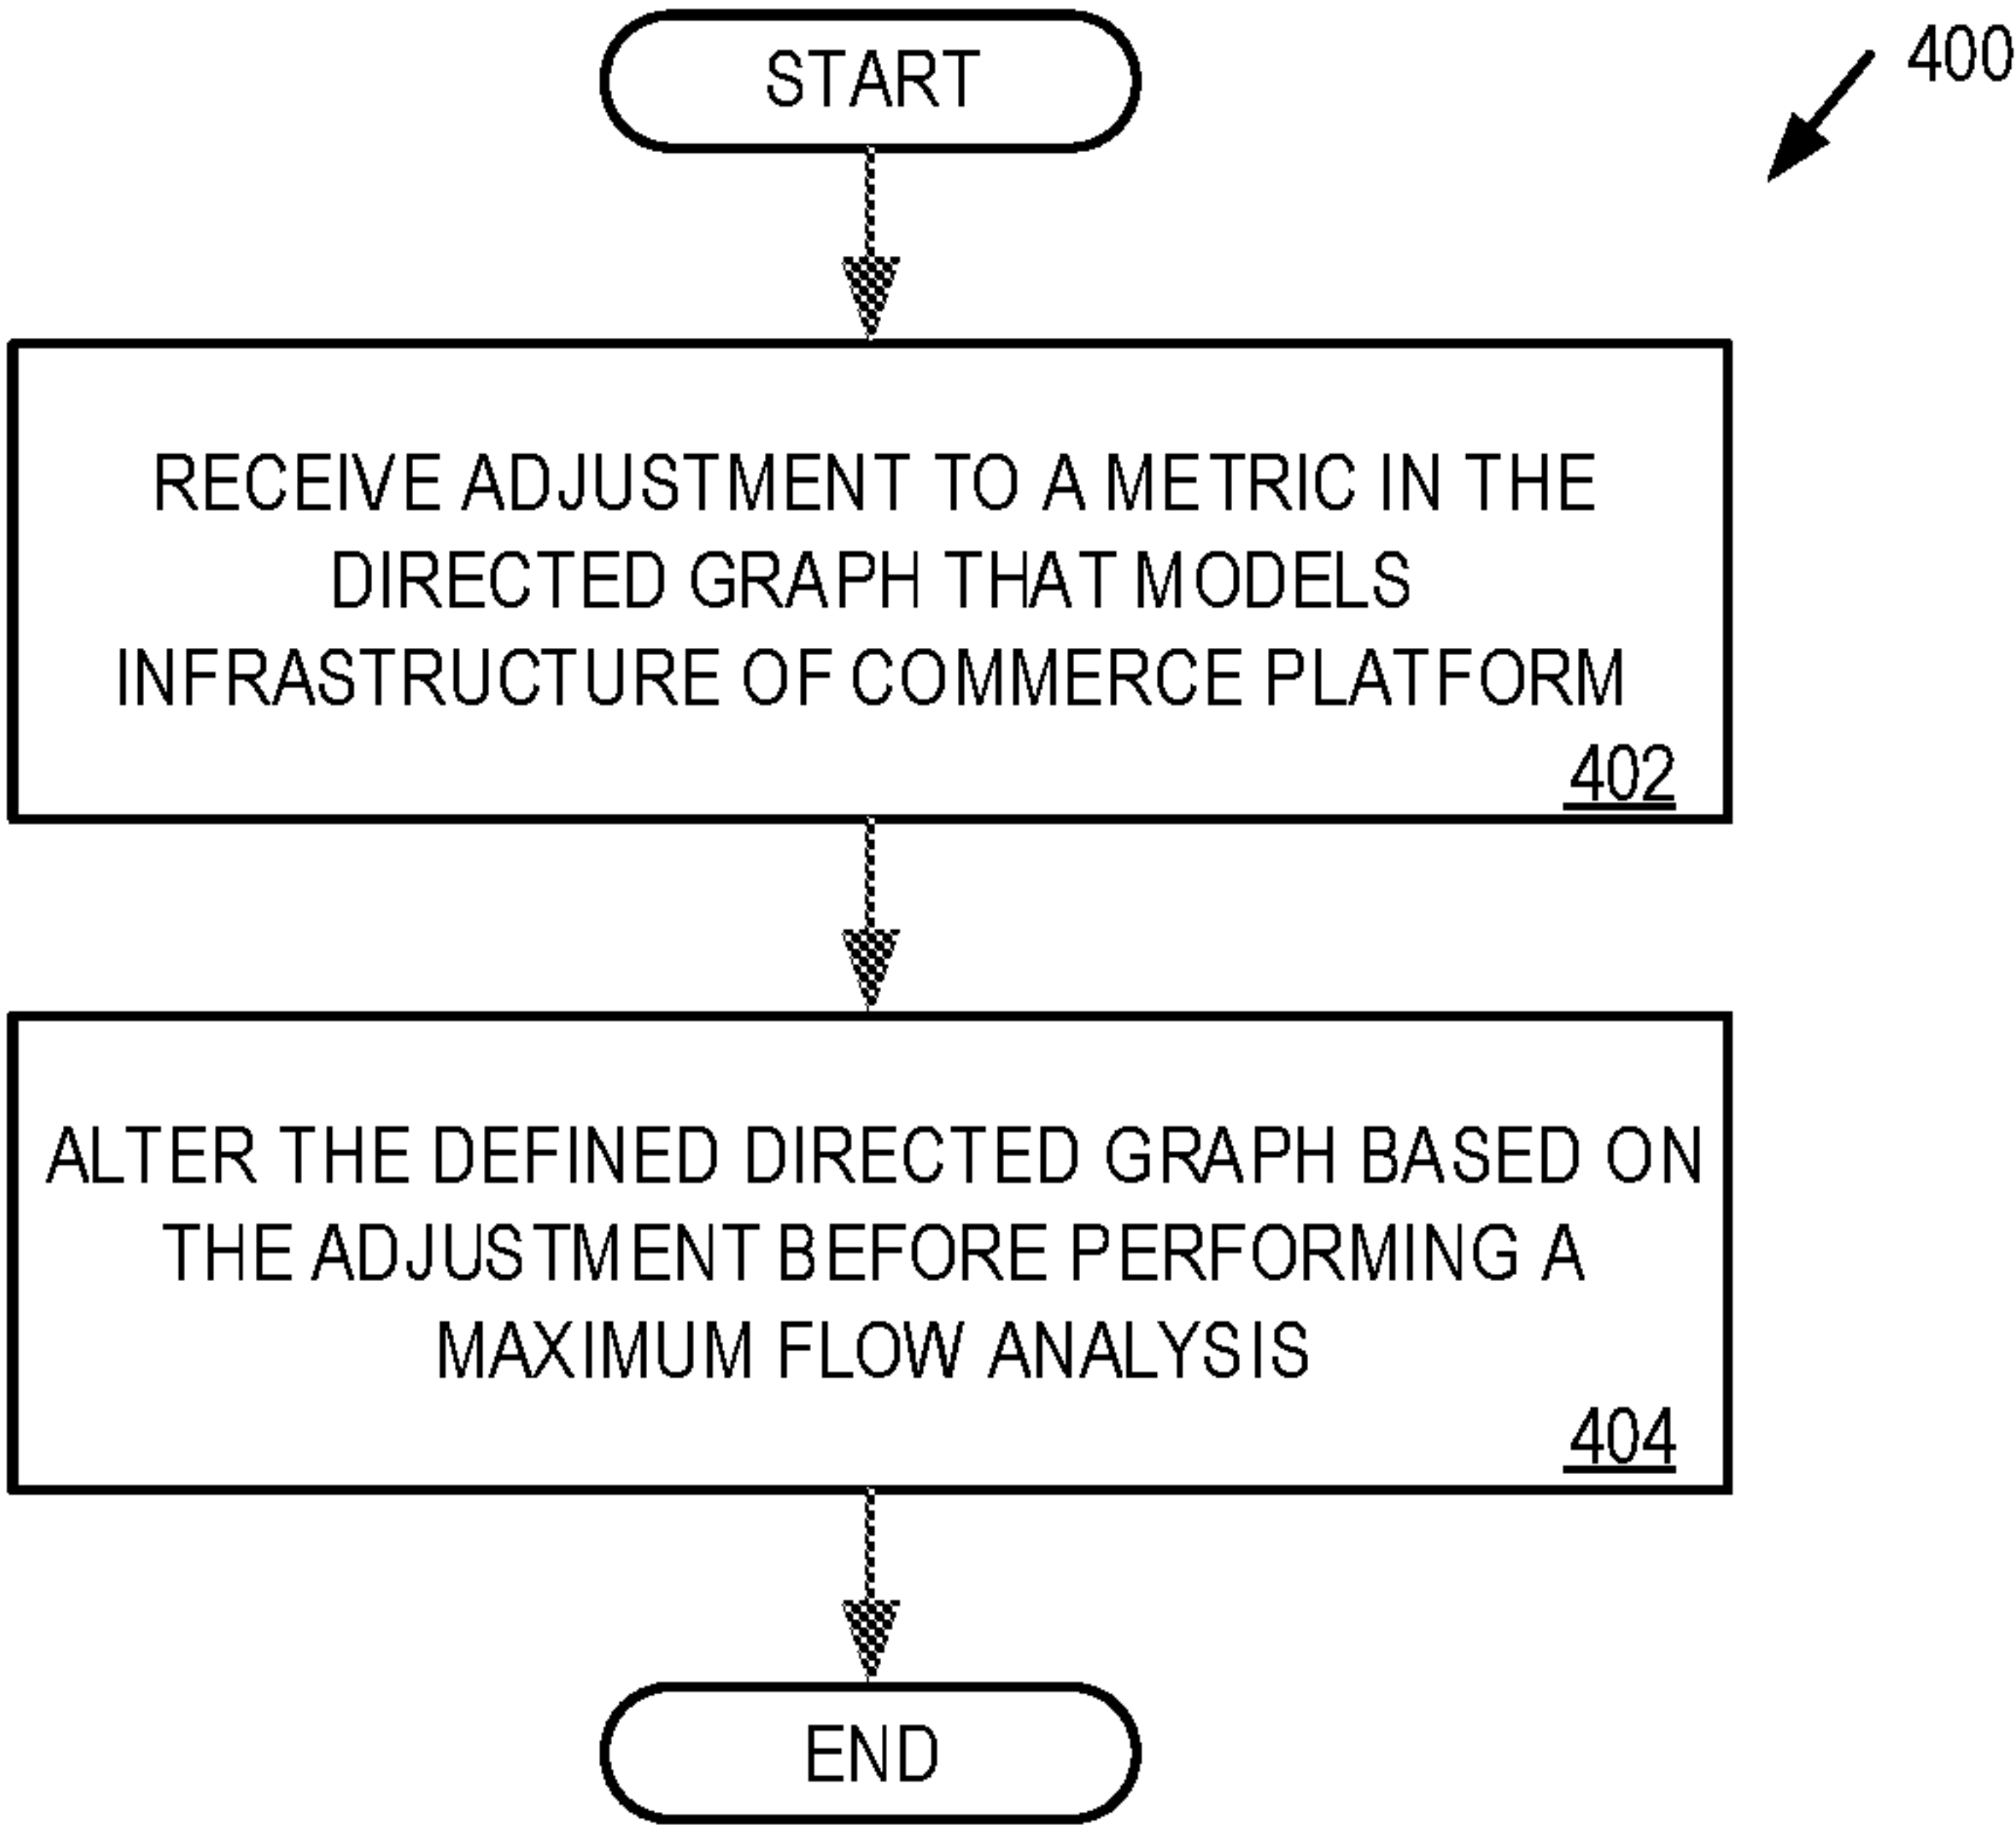 START
400
RECEIVE ADJUSTMENT TO A METRIC IN THE
DIRECTED GRAPH THAT MODELS
INFRASTRUCTURE OF COMMERCE PLATFORM
402
ALTER THE DEFINED DIRECTED GRAPH BASED ON
THE ADJUSTMENT BEFORE PERFORMING A
MAXIMUM FLOW ANALYSIS
404
END